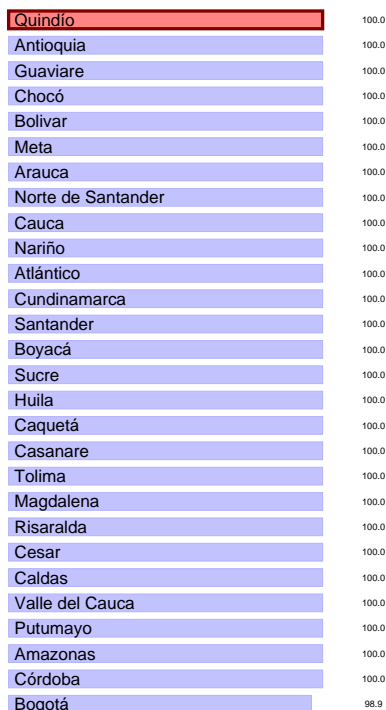 Quindío 100.0
Antioquia 100.0
Guaviare 100.0
Chocó 100.0
Bolivar 100.0
Meta 100.0
Arauca 100.0
Norte de Santander 100.0
Cauca 100.0
Nariño 100.0
Atlántico 100.0
Cundinamarca 100.0
Santander 100.0
Boyacá 100.0
Sucre 100.0
Huila 100.0
Caquetá 100.0
Casanare 100.0
Tolima 100.0
Magdalena 100.0
Risaralda 100.0
Cesar 100.0
Caldas 100.0
Valle del Cauca 100.0
Putumayo 100.0
Amazonas 100.0
Córdoba 100.0
Bogotá 98.9